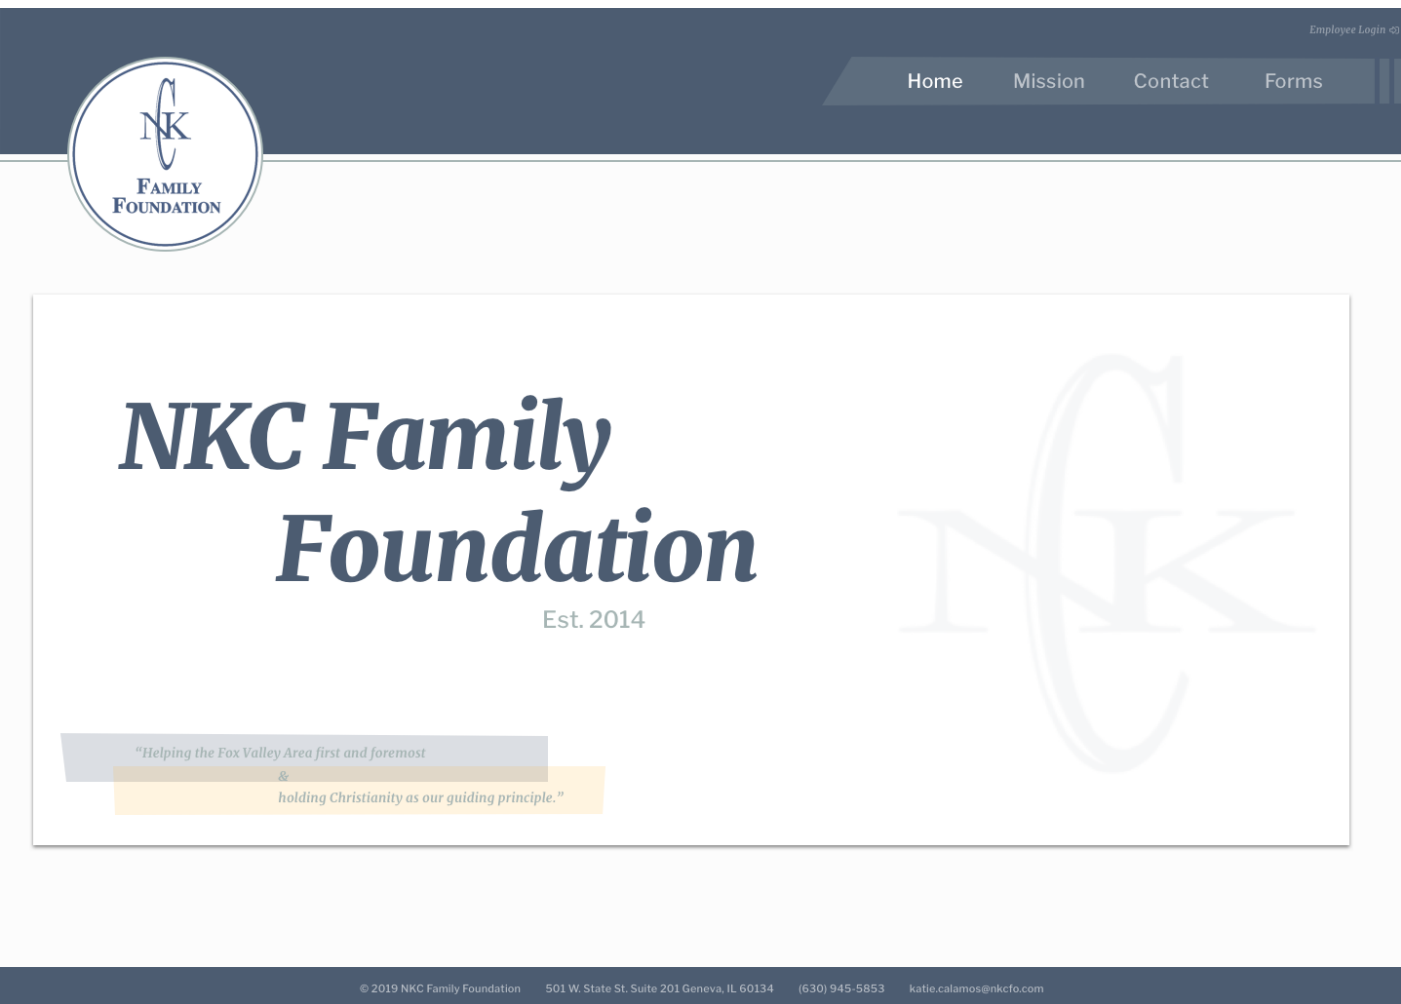 Employee Login
Home Mission Contact Forms
NKC
FAMILY
FOUNDATION
NKC Family
Foundation
Est. 2014
NKC
“Helping the Fox Valley Area first and foremost
&
holding Christianity as our guiding principle.”
© 2019 NKC Family Foundation 501 W. State St. Suite 201 Geneva, IL 60134 (630) 945-5853 katie.calamos@nkcfo.com